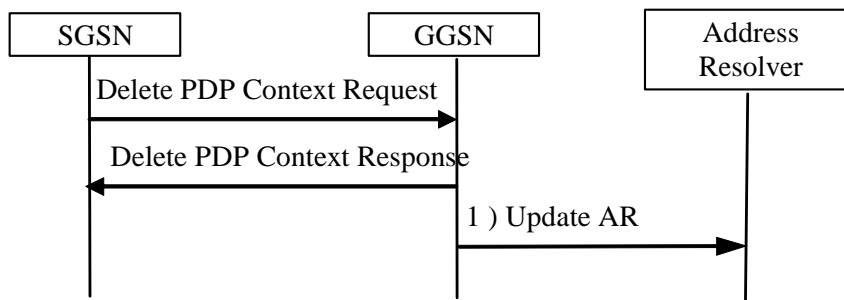 SGSN
GGSN
Address
Resolver
Delete PDP Context Request
Delete PDP Context Response
1 ) Update AR